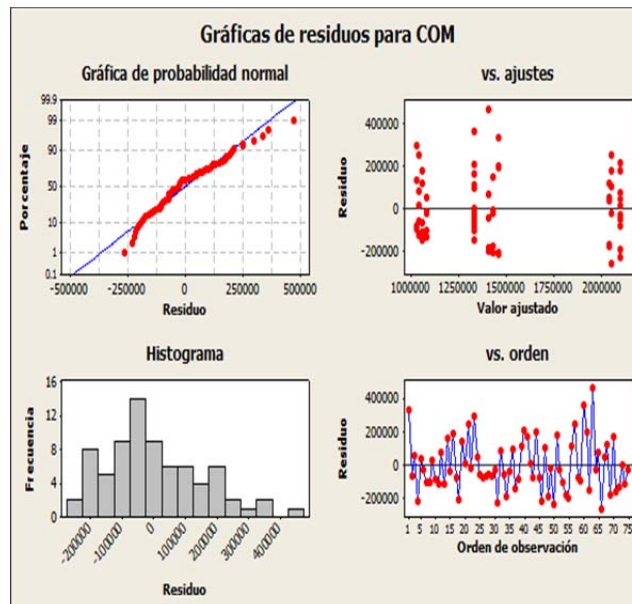 Gráficas de residuos para COM
Gráfica de probabilidad normal
99.9
99
90
50
10
1
0.1
Porcentaje
-500000 -250000 0 250000 500000
Residuo
vs. ajustes
400000
200000
0
-200000
Residuo
1000000 1250000 1500000 1750000 2000000
Valor ajustado
Histograma
16
12
8
4
0
Frecuencia
-200000 -100000 0 100000 200000 300000 400000
Residuo
vs. orden
400000
200000
0
-200000
Residuo
1 5 10 15 20 25 30 35 40 45 50 55 60 65 70 75
Orden de observación